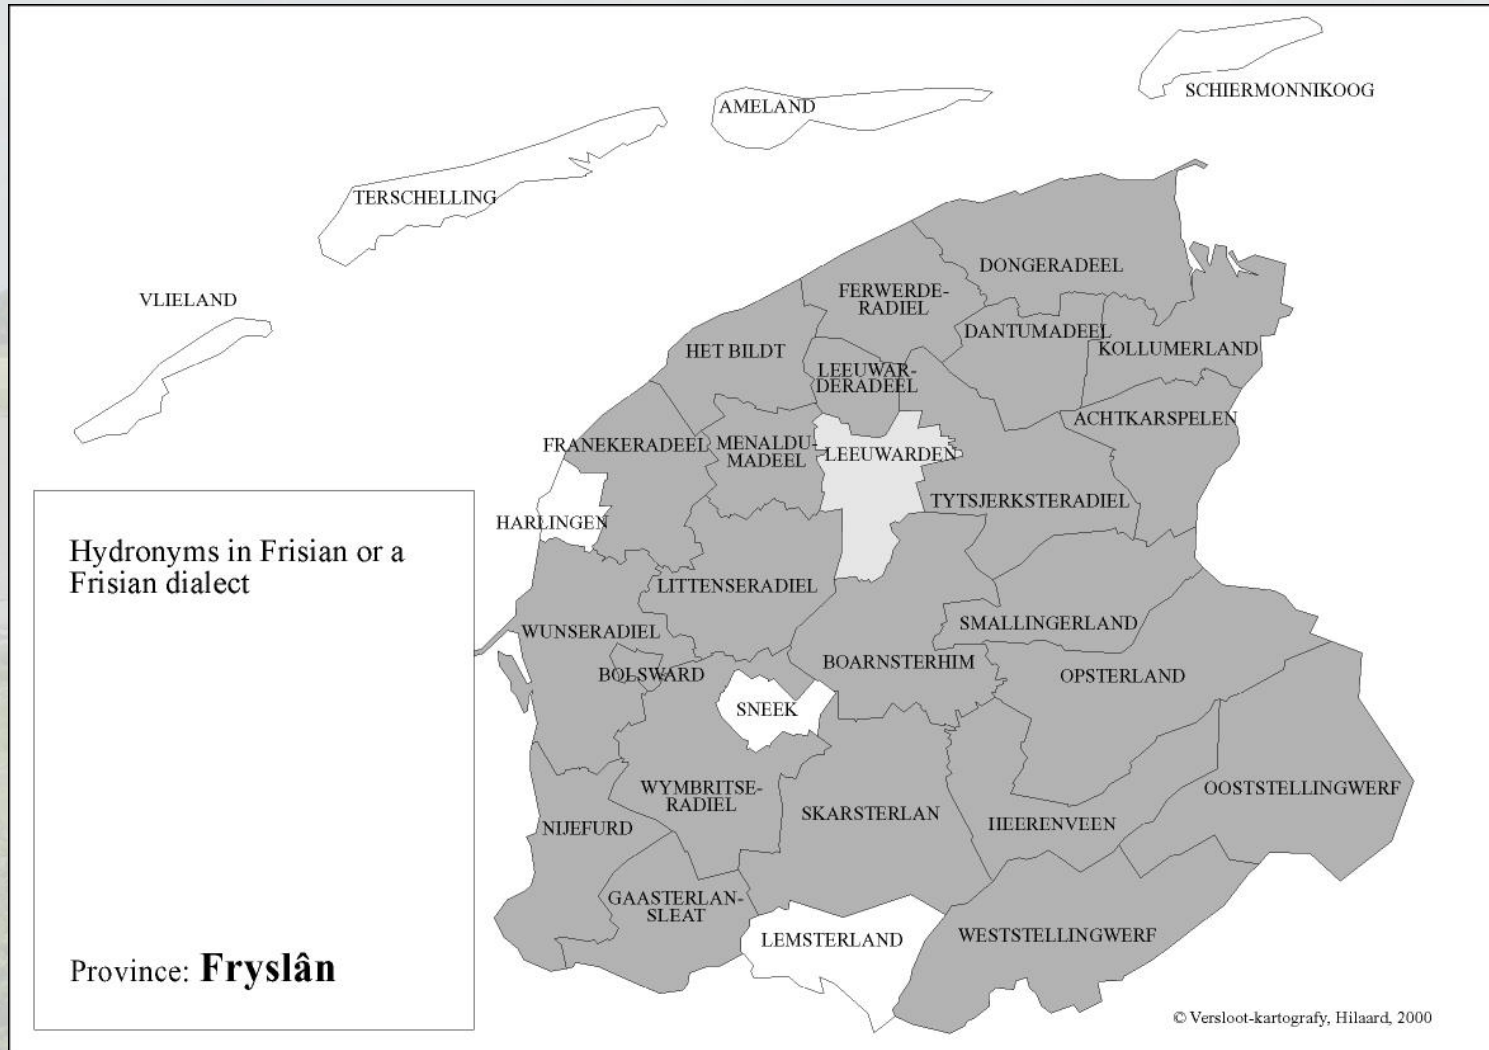 SCHIERMONNIKOOG
AMELAND
TERSCHELLING
VLIELAND
DONGERADEEL
FERWERDE-
RADIEL
DANTUMADEEL
KOLLUMERLAND
HET BILDT
LEEUWAR-
DERADEEL
ACHTKARSPELEN
FRANEKERADEEL
MENALDU-
MADEEL
LEEUWARDEN
TYTSJERKSTERADIEL
HARLINGEN
Hydronyms in Frisian or a
Frisian dialect
LITTENSERADIEL
WUNSERADIEL
SMALLINGERLAND
BOARNSTERHIM
BOLSWARD
OPSTERLAND
SNEEK
WYMBRITSE-
RADIEL
OOSTSTELLINGWERF
SKARSTERLAN
HEERENVEEN
NIJEFURD
GAASTERLAN-
SLEAT
LEMSTERLAND
WESTSTELLINGWERF
Province: Fryslân
© Versloot-kartografy, Hilaard, 2000